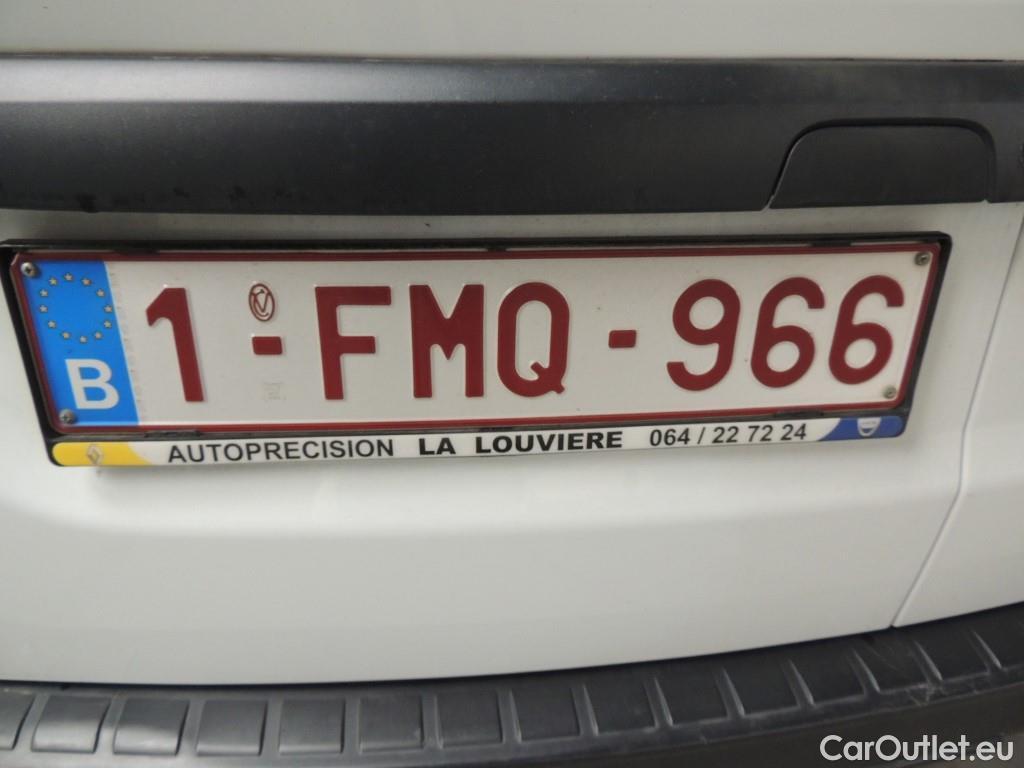 B 1-FMQ-966
AUTOPRECISION LA LOUVIERE 064 / 22 72 24
CarOutlet.eu